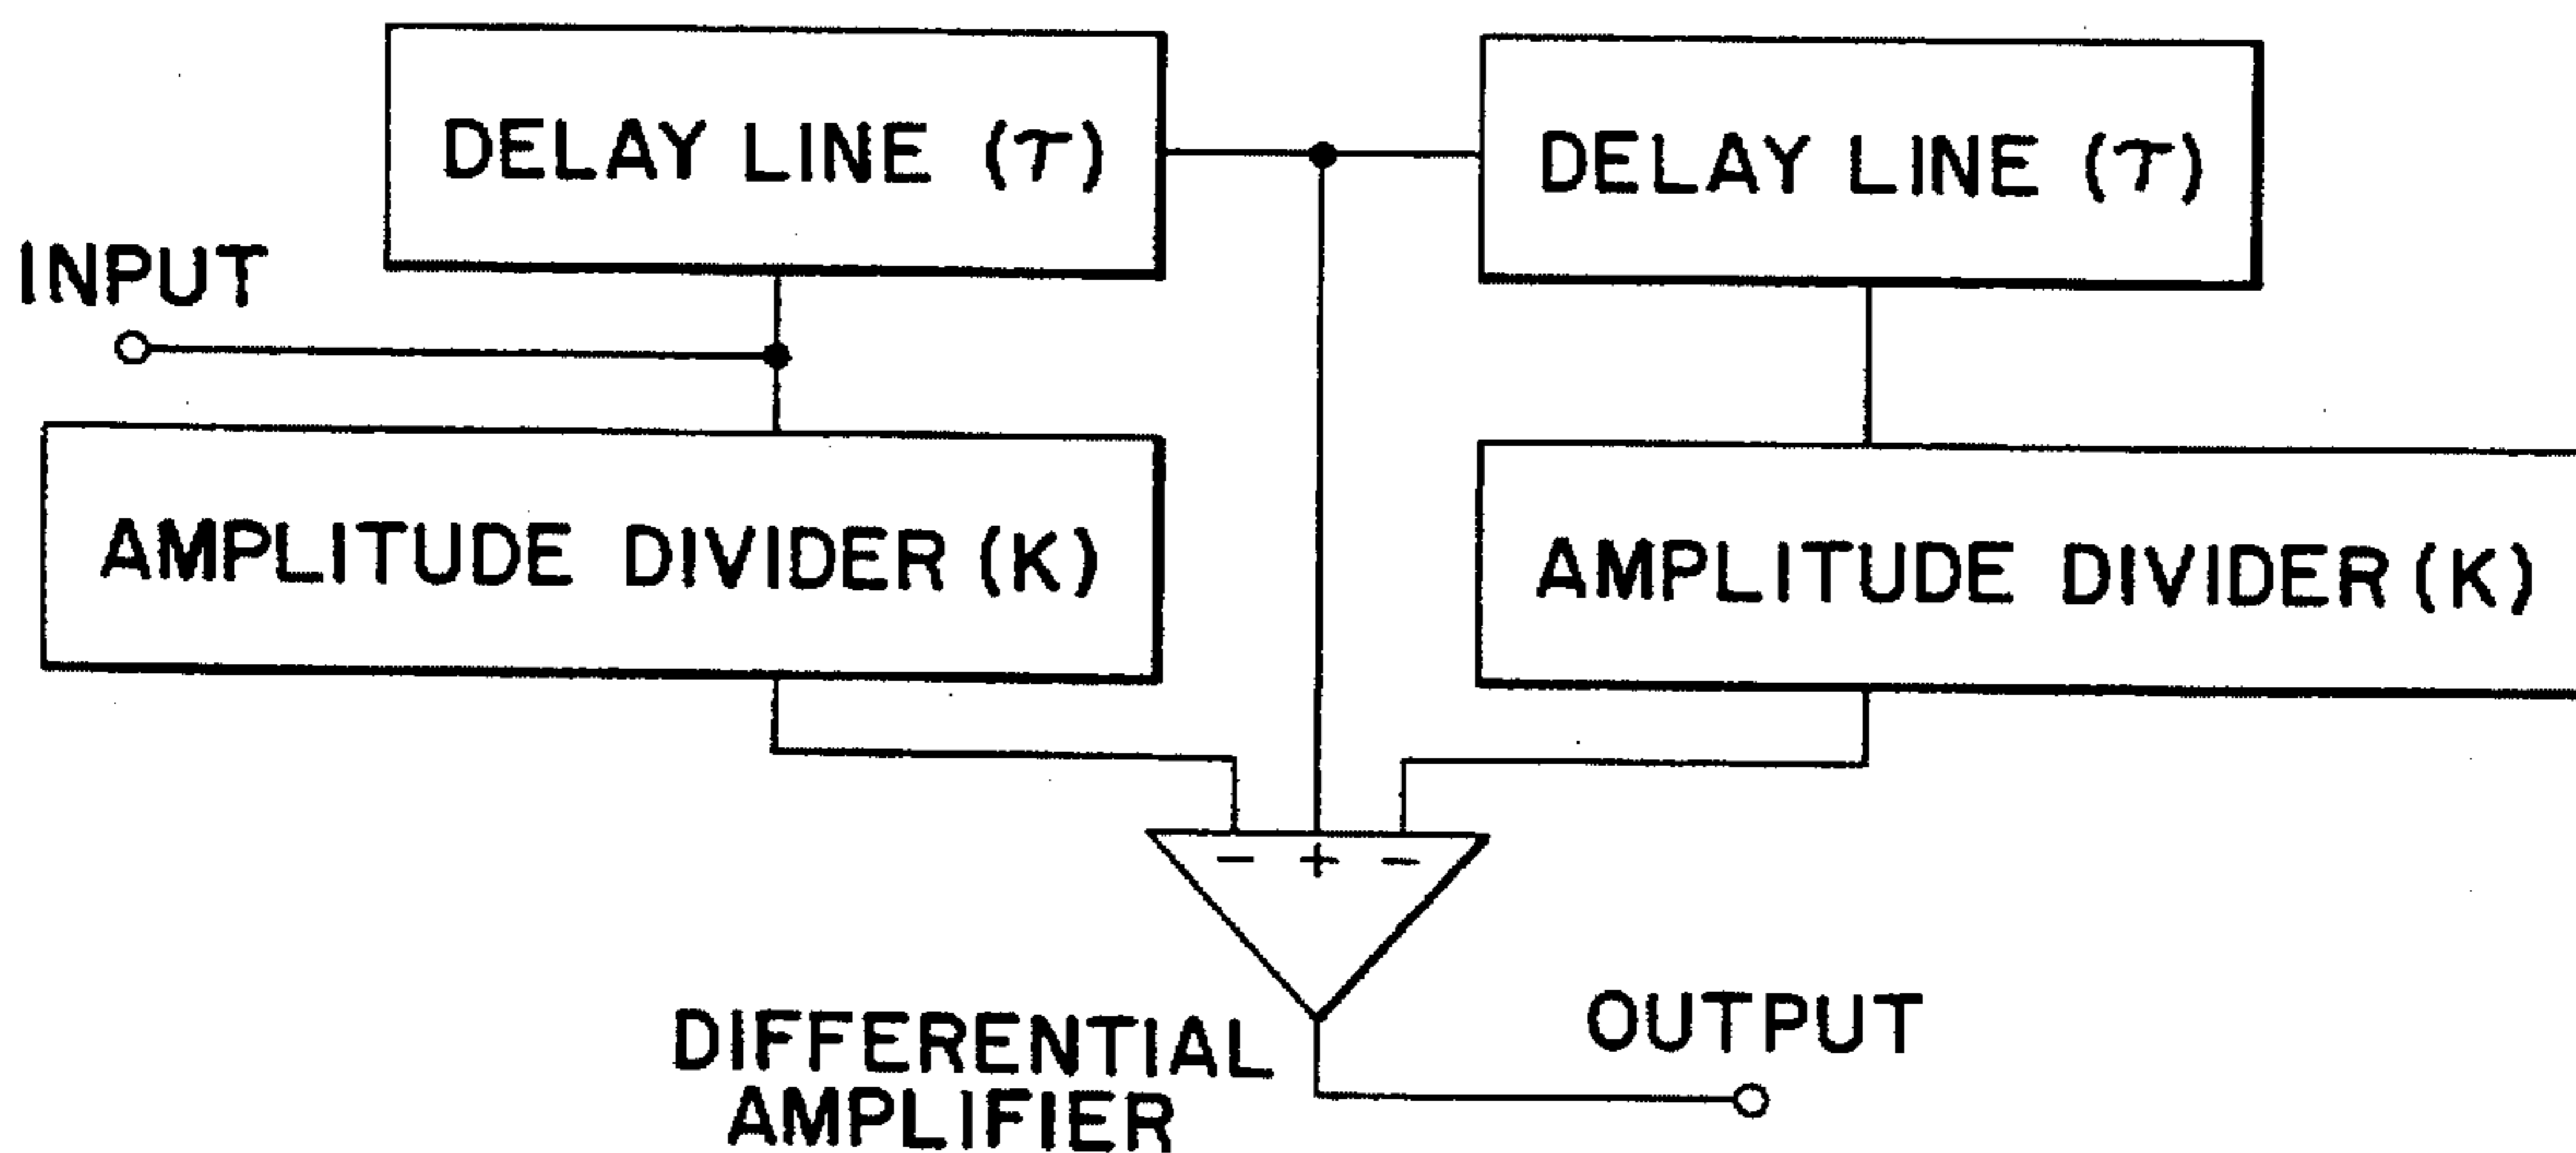 DELAY LINE (τ)
DELAY LINE (τ)
INPUT
AMPLITUDE DIVIDER (K)
AMPLITUDE DIVIDER (K)
- + -
DIFFERENTIAL
AMPLIFIER
OUTPUT